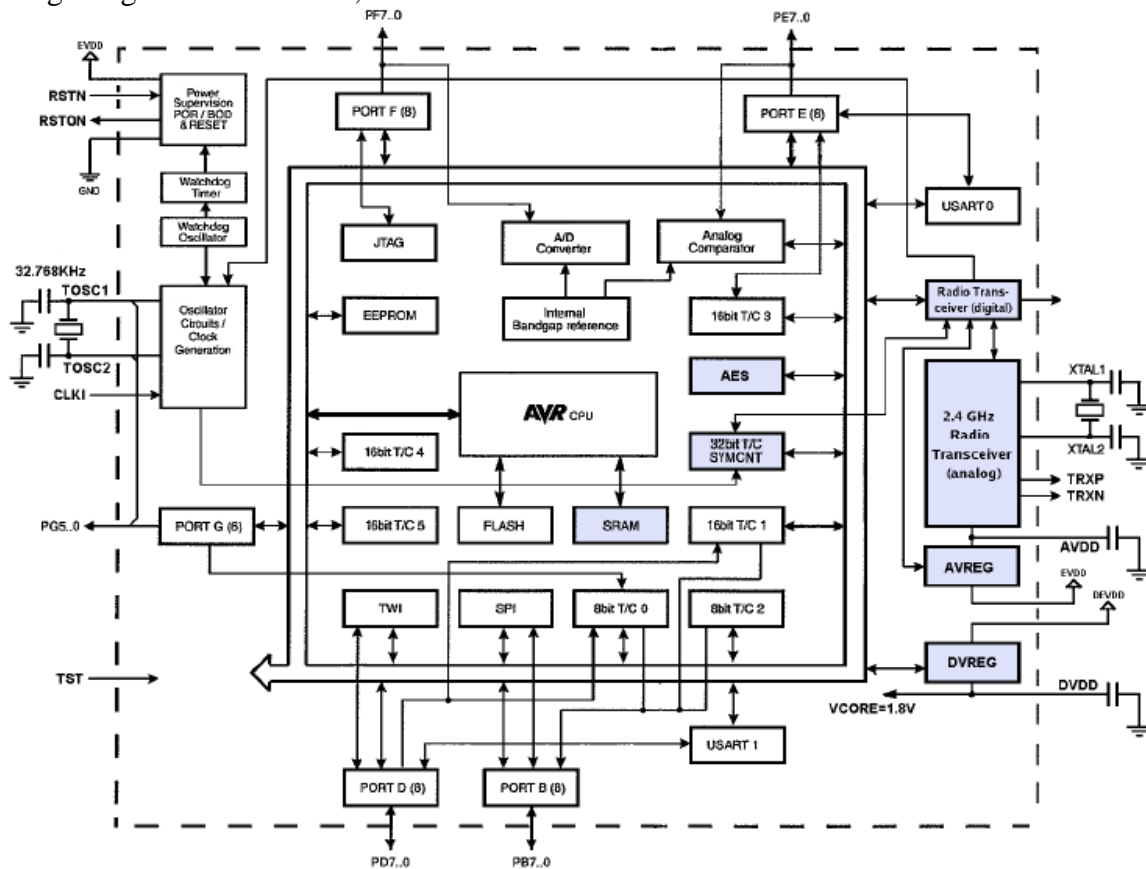 PF7..0
PE7..0
EVDD
RSTN
RSTON
GND
Power
Supervision
POR / BOD
& RESET
PORT F (8)
PORT E (8)
Watchdog
Timer
Watchdog
Oscillator
USART 0
JTAG
A/D
Converter
Analog
Comparator
32.768KHz
TOSC1
TOSC2
CLKI
Oscillator
Circuits /
Clock
Generation
EEPROM
Internal
Bandgap reference
16bit T/C 3
Radio Trans-
ceiver (digital)
AES
AVR CPU
2.4 GHz
Radio
Transceiver
(analog)
XTAL1
XTAL2
TRXP
TRXN
16bit T/C 4
32bit T/C
SYMCNT
PG5..0
PORT G (6)
16bit T/C 5
FLASH
SRAM
16bit T/C 1
AVDD
AVREG
EVDD
DEVDD
TWI
SPI
8bit T/C 0
8bit T/C 2
TST
DVREG
DVDD
VCORE=1.8V
USART 1
PORT D (8)
PORT B (8)
PD7..0
PB7..0